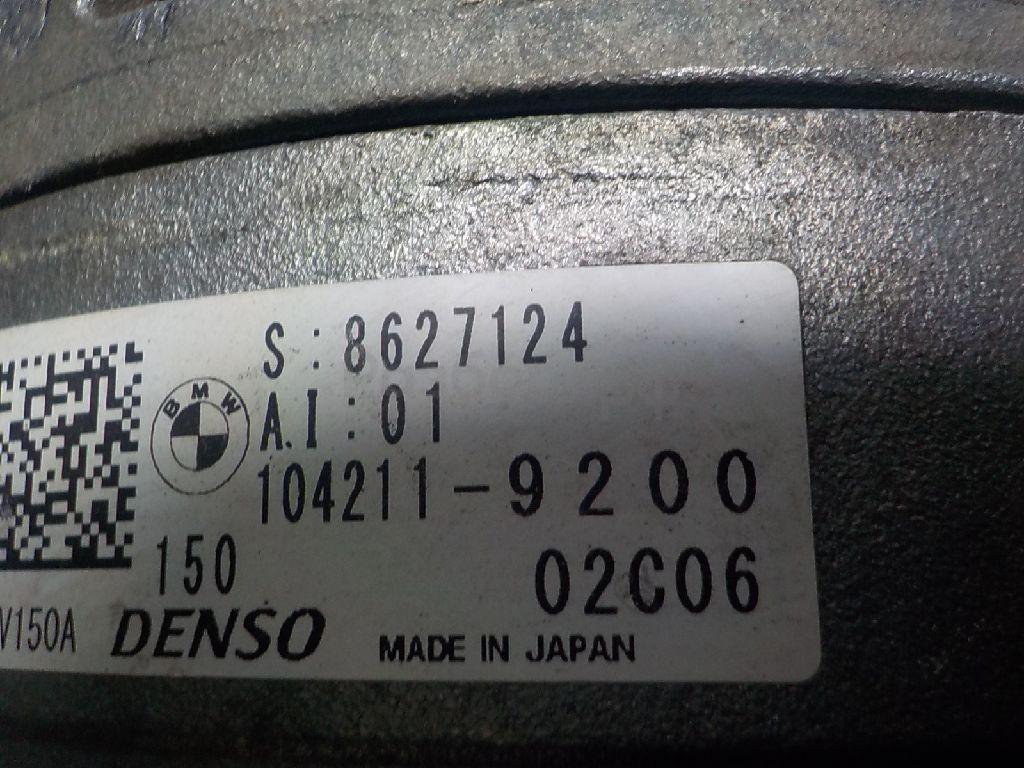 S:8627124
BMW
A.I:01
104211-9200
150
02C06
V150A
DENSO
MADE IN JAPAN